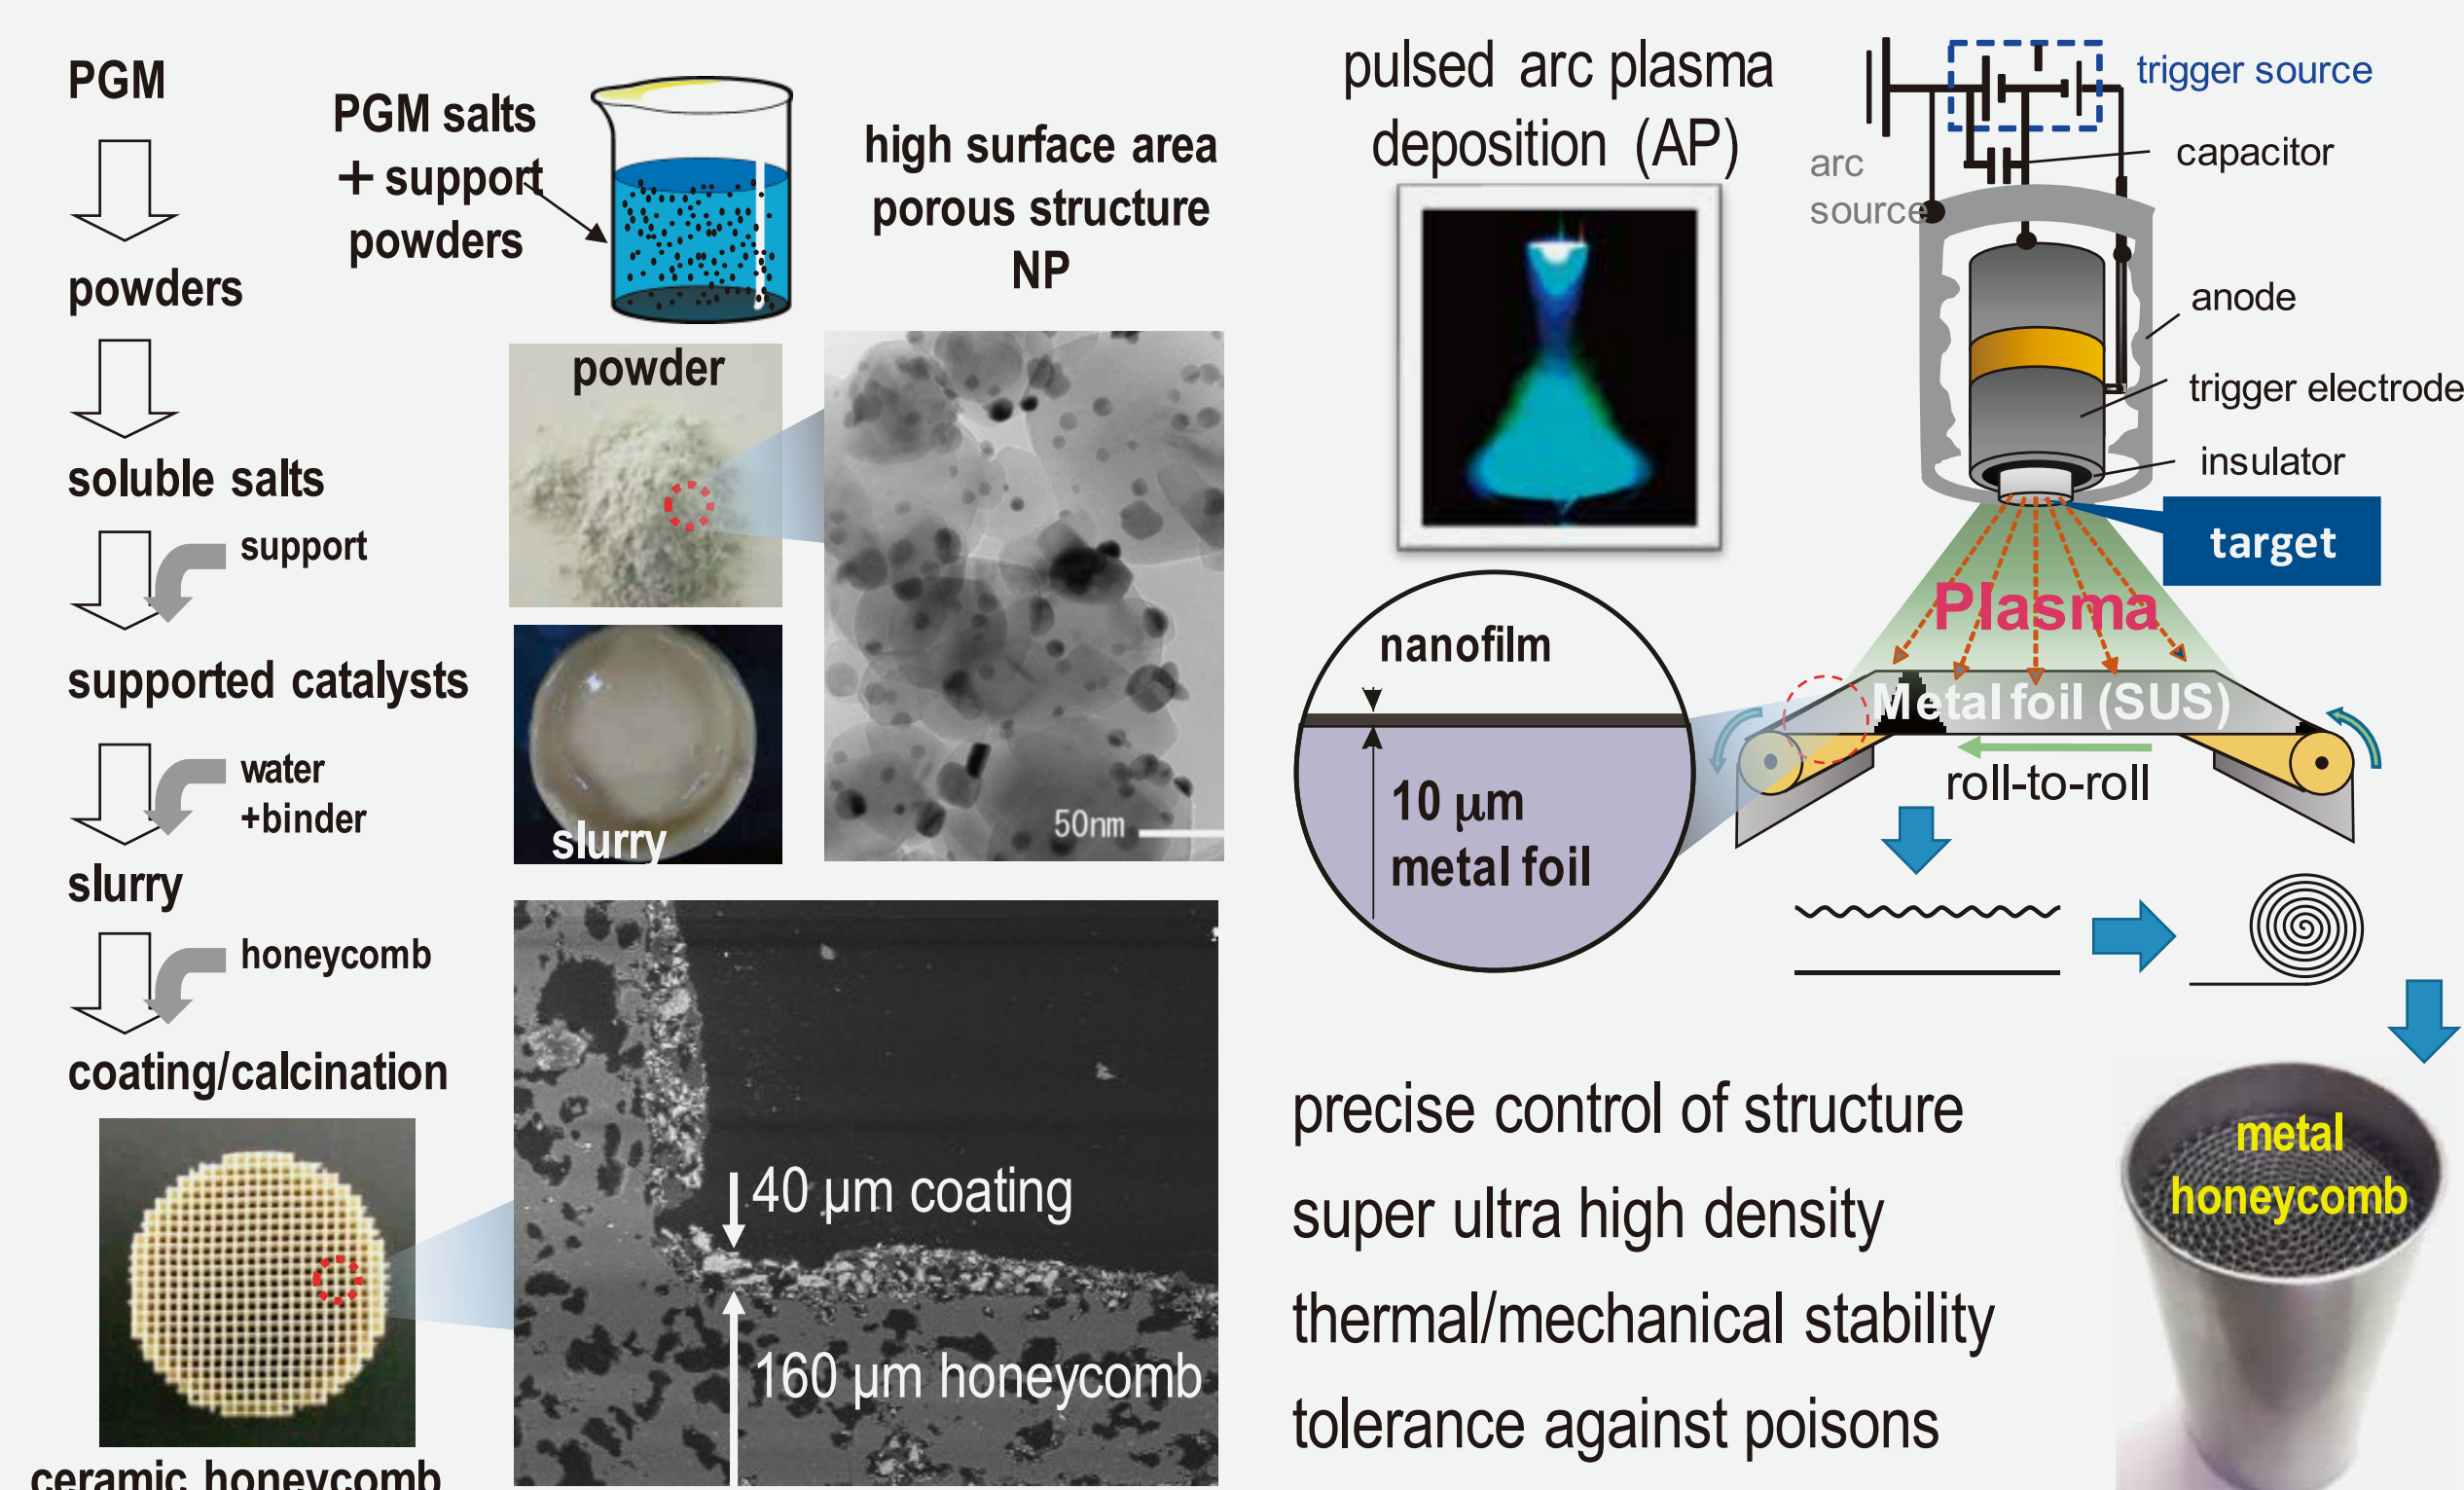 PGM
powders
soluble salts
support
supported catalysts
water
+binder
slurry
honeycomb
coating/calcination
ceramic honeycomb
PGM salts
+ support
powders
high surface area
porous structure
NP
powder
slurry
50nm
40 µm coating
160 µm honeycomb
pulsed arc plasma
deposition (AP)
trigger source
capacitor
arc
source
anode
trigger electrode
insulator
target
Plasma
Metal foil (SUS)
roll-to-roll
nanofilm
10 µm
metal foil
precise control of structure
super ultra high density
thermal/mechanical stability
tolerance against poisons
metal
honeycomb